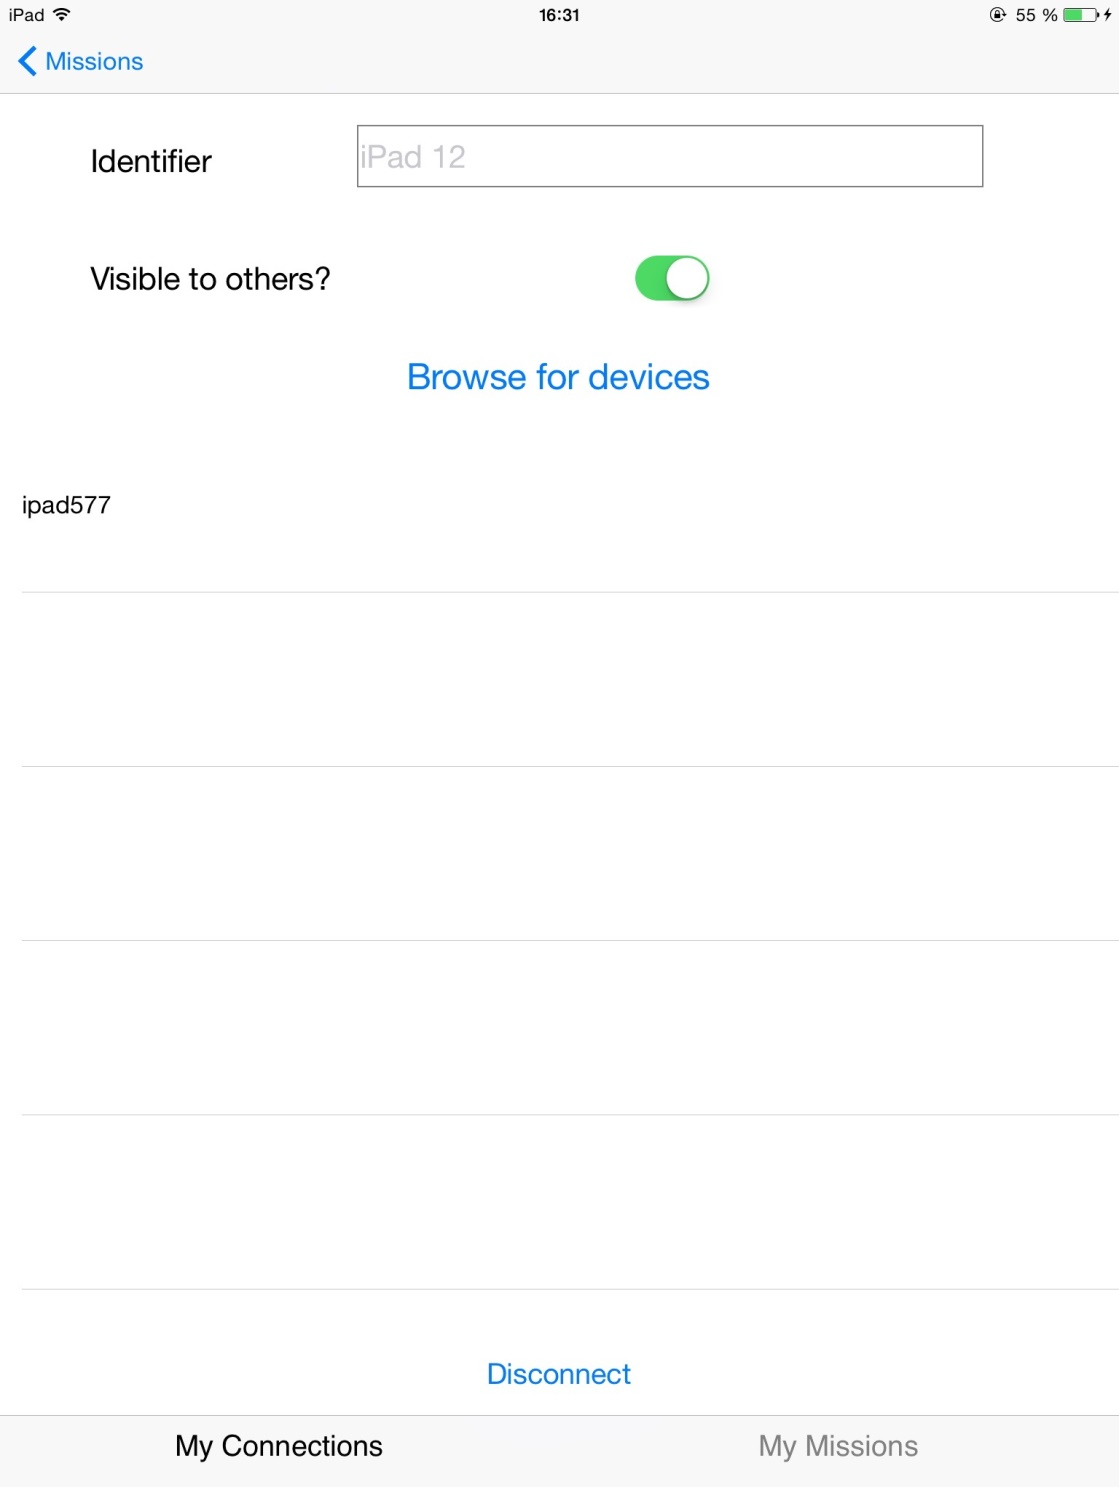 iPad 16:31 55 %
Missions
Identifier iPad 12
Visible to others?
Browse for devices
ipad577
Disconnect
My Connections My Missions